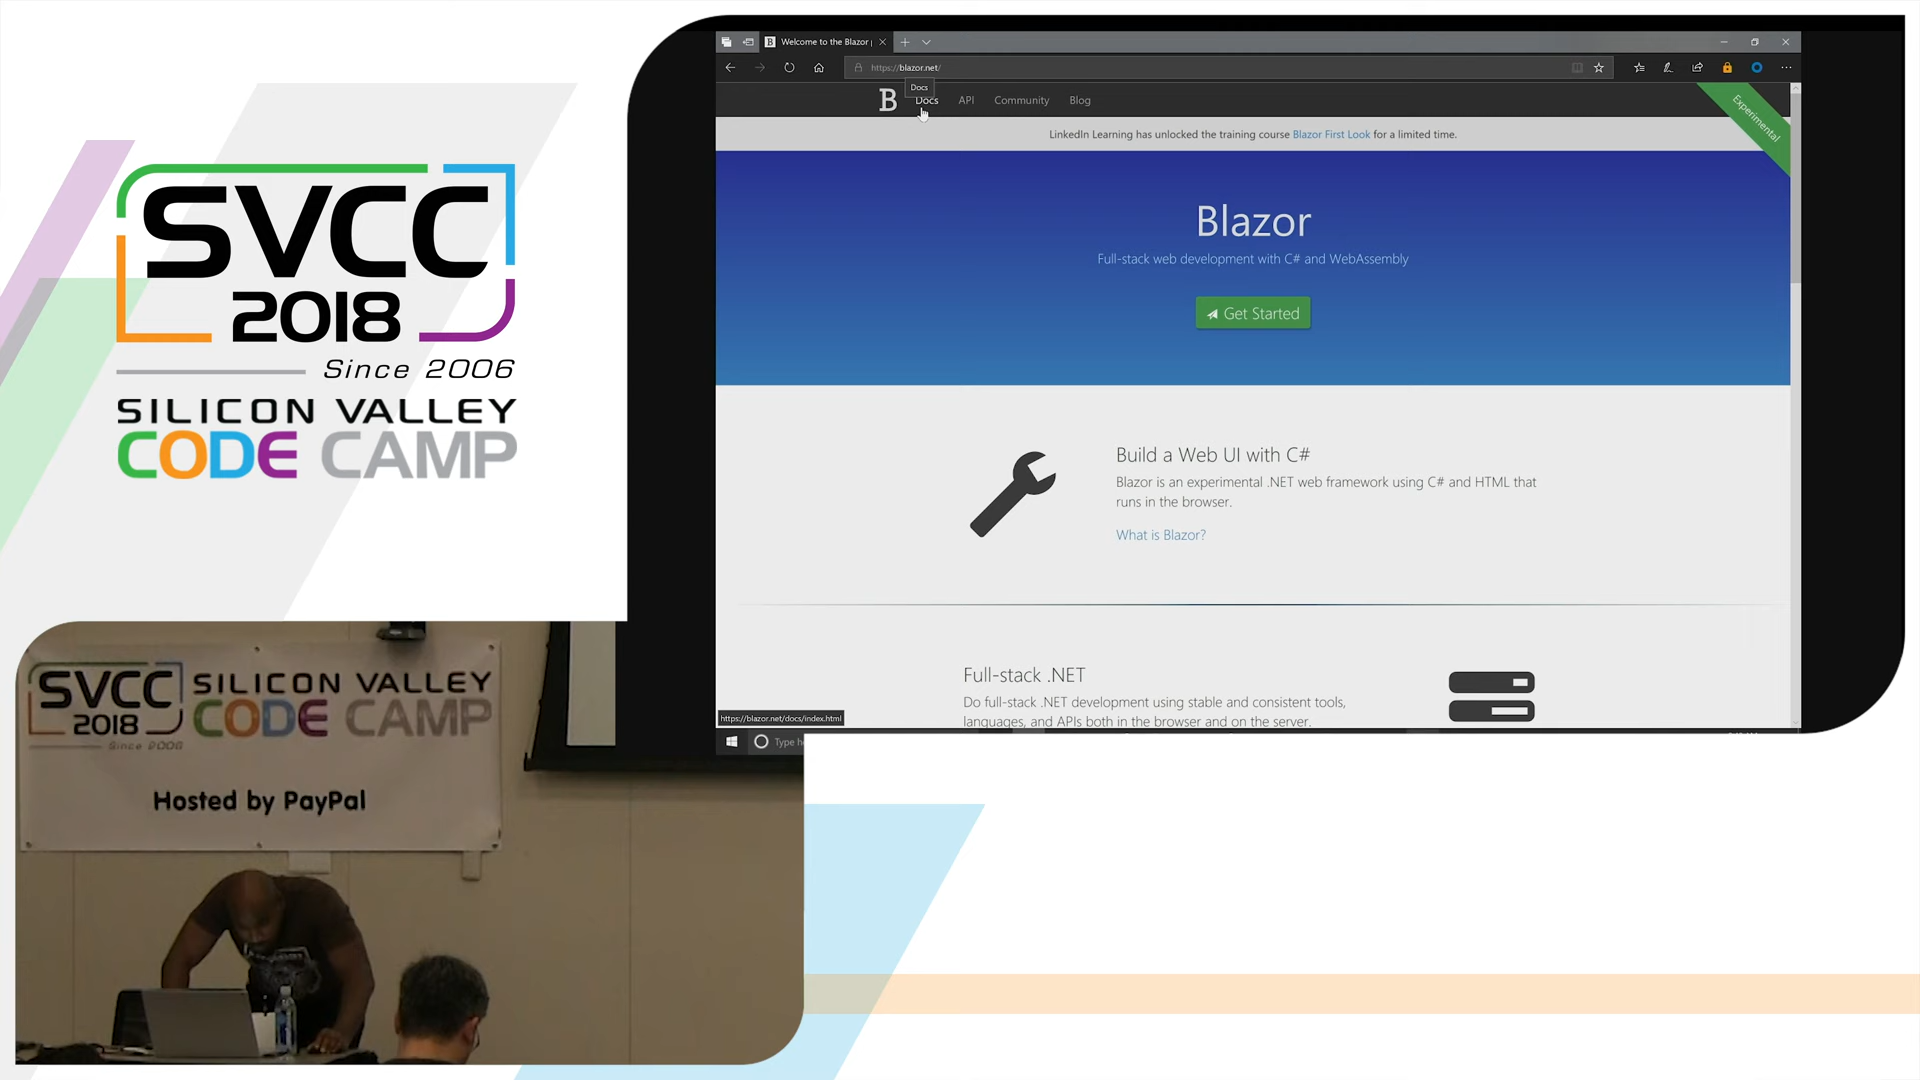 SVCC
2018
Since 2006
SILICON VALLEY
CODE CAMP
Welcome to the Blazor
https://blazor.net/
Docs
B Docs API Community Blog
Experimental
LinkedIn Learning has unlocked the training course Blazor First Look for a limited time.
Blazor
Full-stack web development with C# and WebAssembly
Get Started
Build a Web UI with C#
Blazor is an experimental .NET web framework using C# and HTML that
runs in the browser.
What is Blazor?
Full-stack .NET
Do full-stack .NET development using stable and consistent tools,
languages, and APIs both in the browser and on the server.
https://blazor.net/docs/index.html
Type
SVCC
2018
Since 2006
SILICON VALLEY
CODE CAMP
Hosted by PayPal